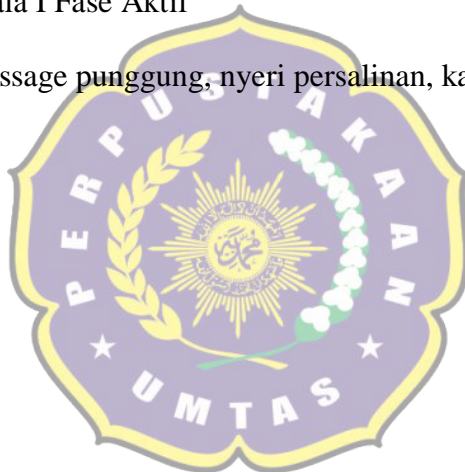 ala I Fase Aktif
ssage punggung, nyeri persalinan, ka
PERPUSTAKAAN
UMTAS